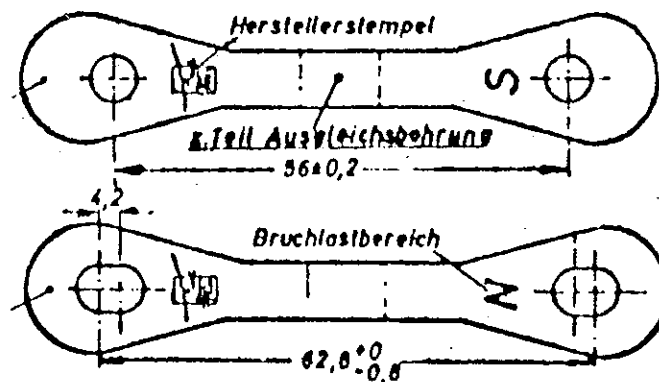 Herstellerstempel
S
z.Teil Ausgleichsbohrung
56±0,2
4,2
Bruchlastbereich
N
62,8 +0 -0,8